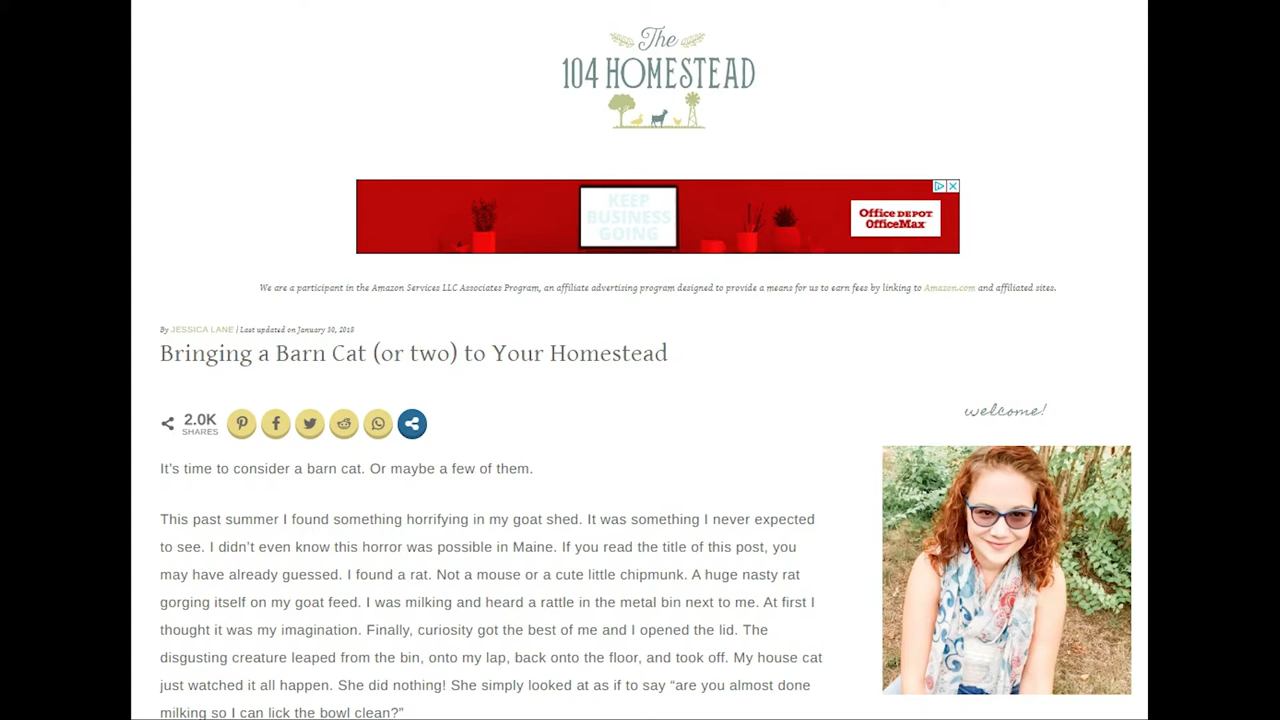 The
104 HOMESTEAD
KEEP
BUSINESS
GOING
Office DEPOT
OfficeMax
We are a participant in the Amazon Services LLC Associates Program, an affiliate advertising program designed to provide a means for us to earn fees by linking to Amazon.com and affiliated sites.
By JESSICA LANE | Last updated on January 30, 2018
Bringing a Barn Cat (or two) to Your Homestead
2.0K
SHARES
welcome!
It’s time to consider a barn cat. Or maybe a few of them.
This past summer I found something horrifying in my goat shed. It was something I never expected
to see. I didn’t even know this horror was possible in Maine. If you read the title of this post, you
may have already guessed. I found a rat. Not a mouse or a cute little chipmunk. A huge nasty rat
gorging itself on my goat feed. I was milking and heard a rattle in the metal bin next to me. At first I
thought it was my imagination. Finally, curiosity got the best of me and I opened the lid. The
disgusting creature leaped from the bin, onto my lap, back onto the floor, and took off. My house cat
just watched it all happen. She did nothing! She simply looked at as if to say “are you almost done
milking so I can lick the bowl clean?”